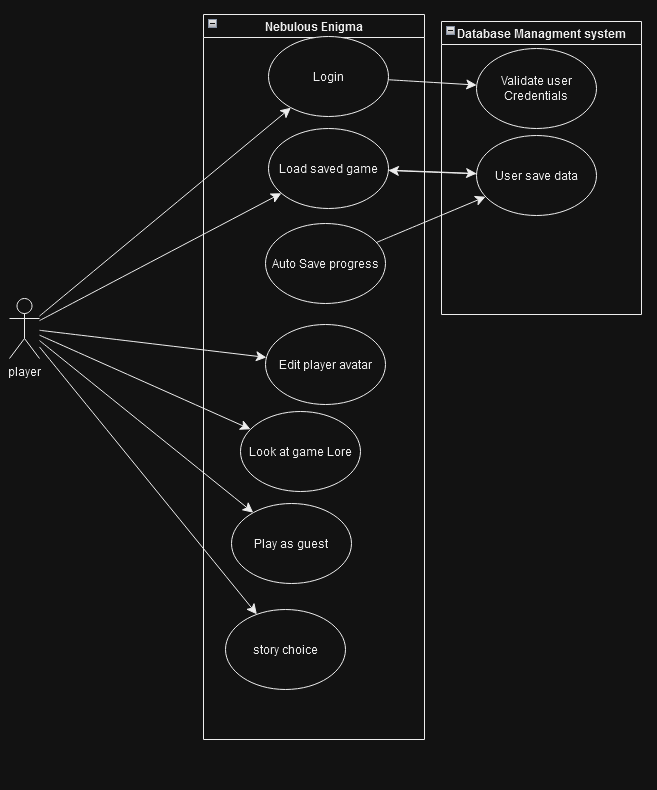 Nebulous Enigma
Database Managment system
Login
Validate user
Credentials
Load saved game
User save data
Auto Save progress
player
Edit player avatar
Look at game Lore
Play as guest
story choice